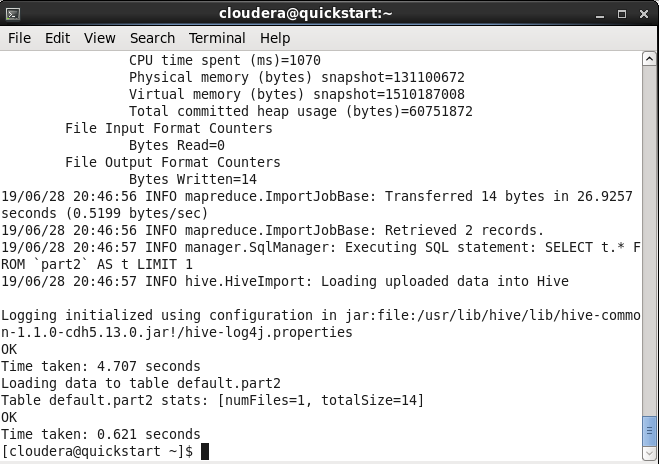 cloudera@quickstart:~
File Edit View Search Terminal Help
CPU time spent (ms)=1070
Physical memory (bytes) snapshot=131100672
Virtual memory (bytes) snapshot=1510187008
Total committed heap usage (bytes)=60751872
File Input Format Counters
Bytes Read=0
File Output Format Counters
Bytes Written=14
19/06/28 20:46:56 INFO mapreduce.ImportJobBase: Transferred 14 bytes in 26.9257
seconds (0.5199 bytes/sec)
19/06/28 20:46:56 INFO mapreduce.ImportJobBase: Retrieved 2 records.
19/06/28 20:46:57 INFO manager.SqlManager: Executing SQL statement: SELECT t.* F
ROM `part2` AS t LIMIT 1
19/06/28 20:46:57 INFO hive.HiveImport: Loading uploaded data into Hive
Logging initialized using configuration in jar:file:/usr/lib/hive/lib/hive-commo
n-1.1.0-cdh5.13.0.jar!/hive-log4j.properties
OK
Time taken: 4.707 seconds
Loading data to table default.part2
Table default.part2 stats: [numFiles=1, totalSize=14]
OK
Time taken: 0.621 seconds
[cloudera@quickstart ~]$